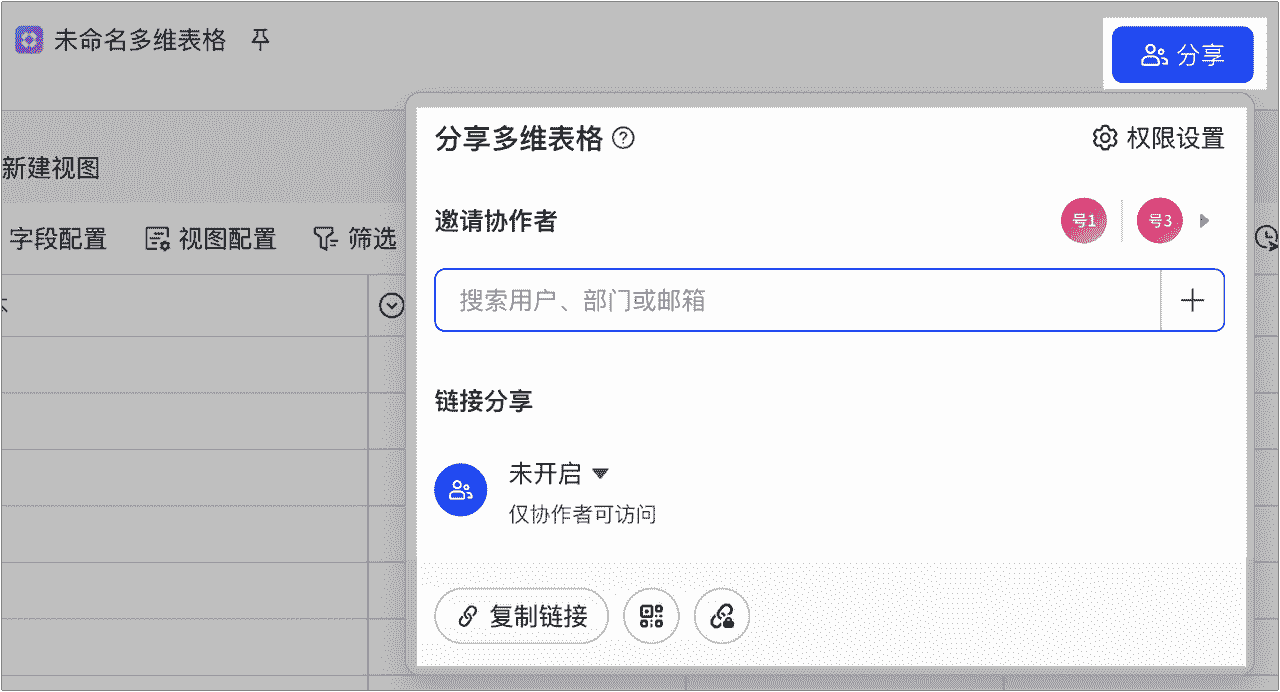 未命名多维表格
分享
分享多维表格
权限设置
新建视图
邀请协作者
号1
号3
字段配置
视图配置
筛选
搜索用户、部门或邮箱
链接分享
未开启
仅协作者可访问
复制链接